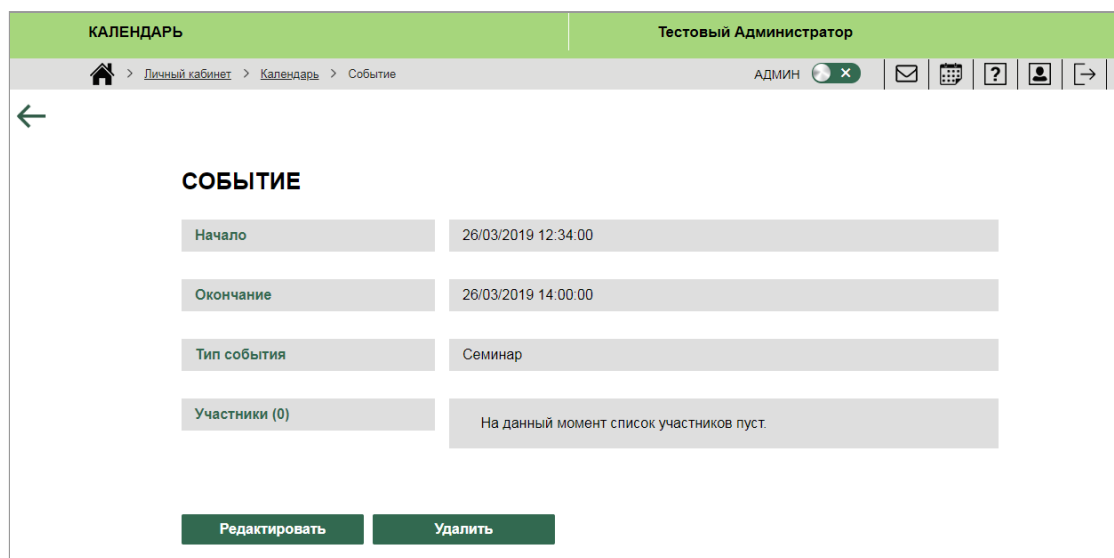 КАЛЕНДАРЬ
Тестовый Администратор
> Личный кабинет > Календарь > Событие
АДМИН
СОБЫТИЕ
Начало 26/03/2019 12:34:00
Окончание 26/03/2019 14:00:00
Тип события Семинар
Участники (0) На данный момент список участников пуст.
Редактировать Удалить